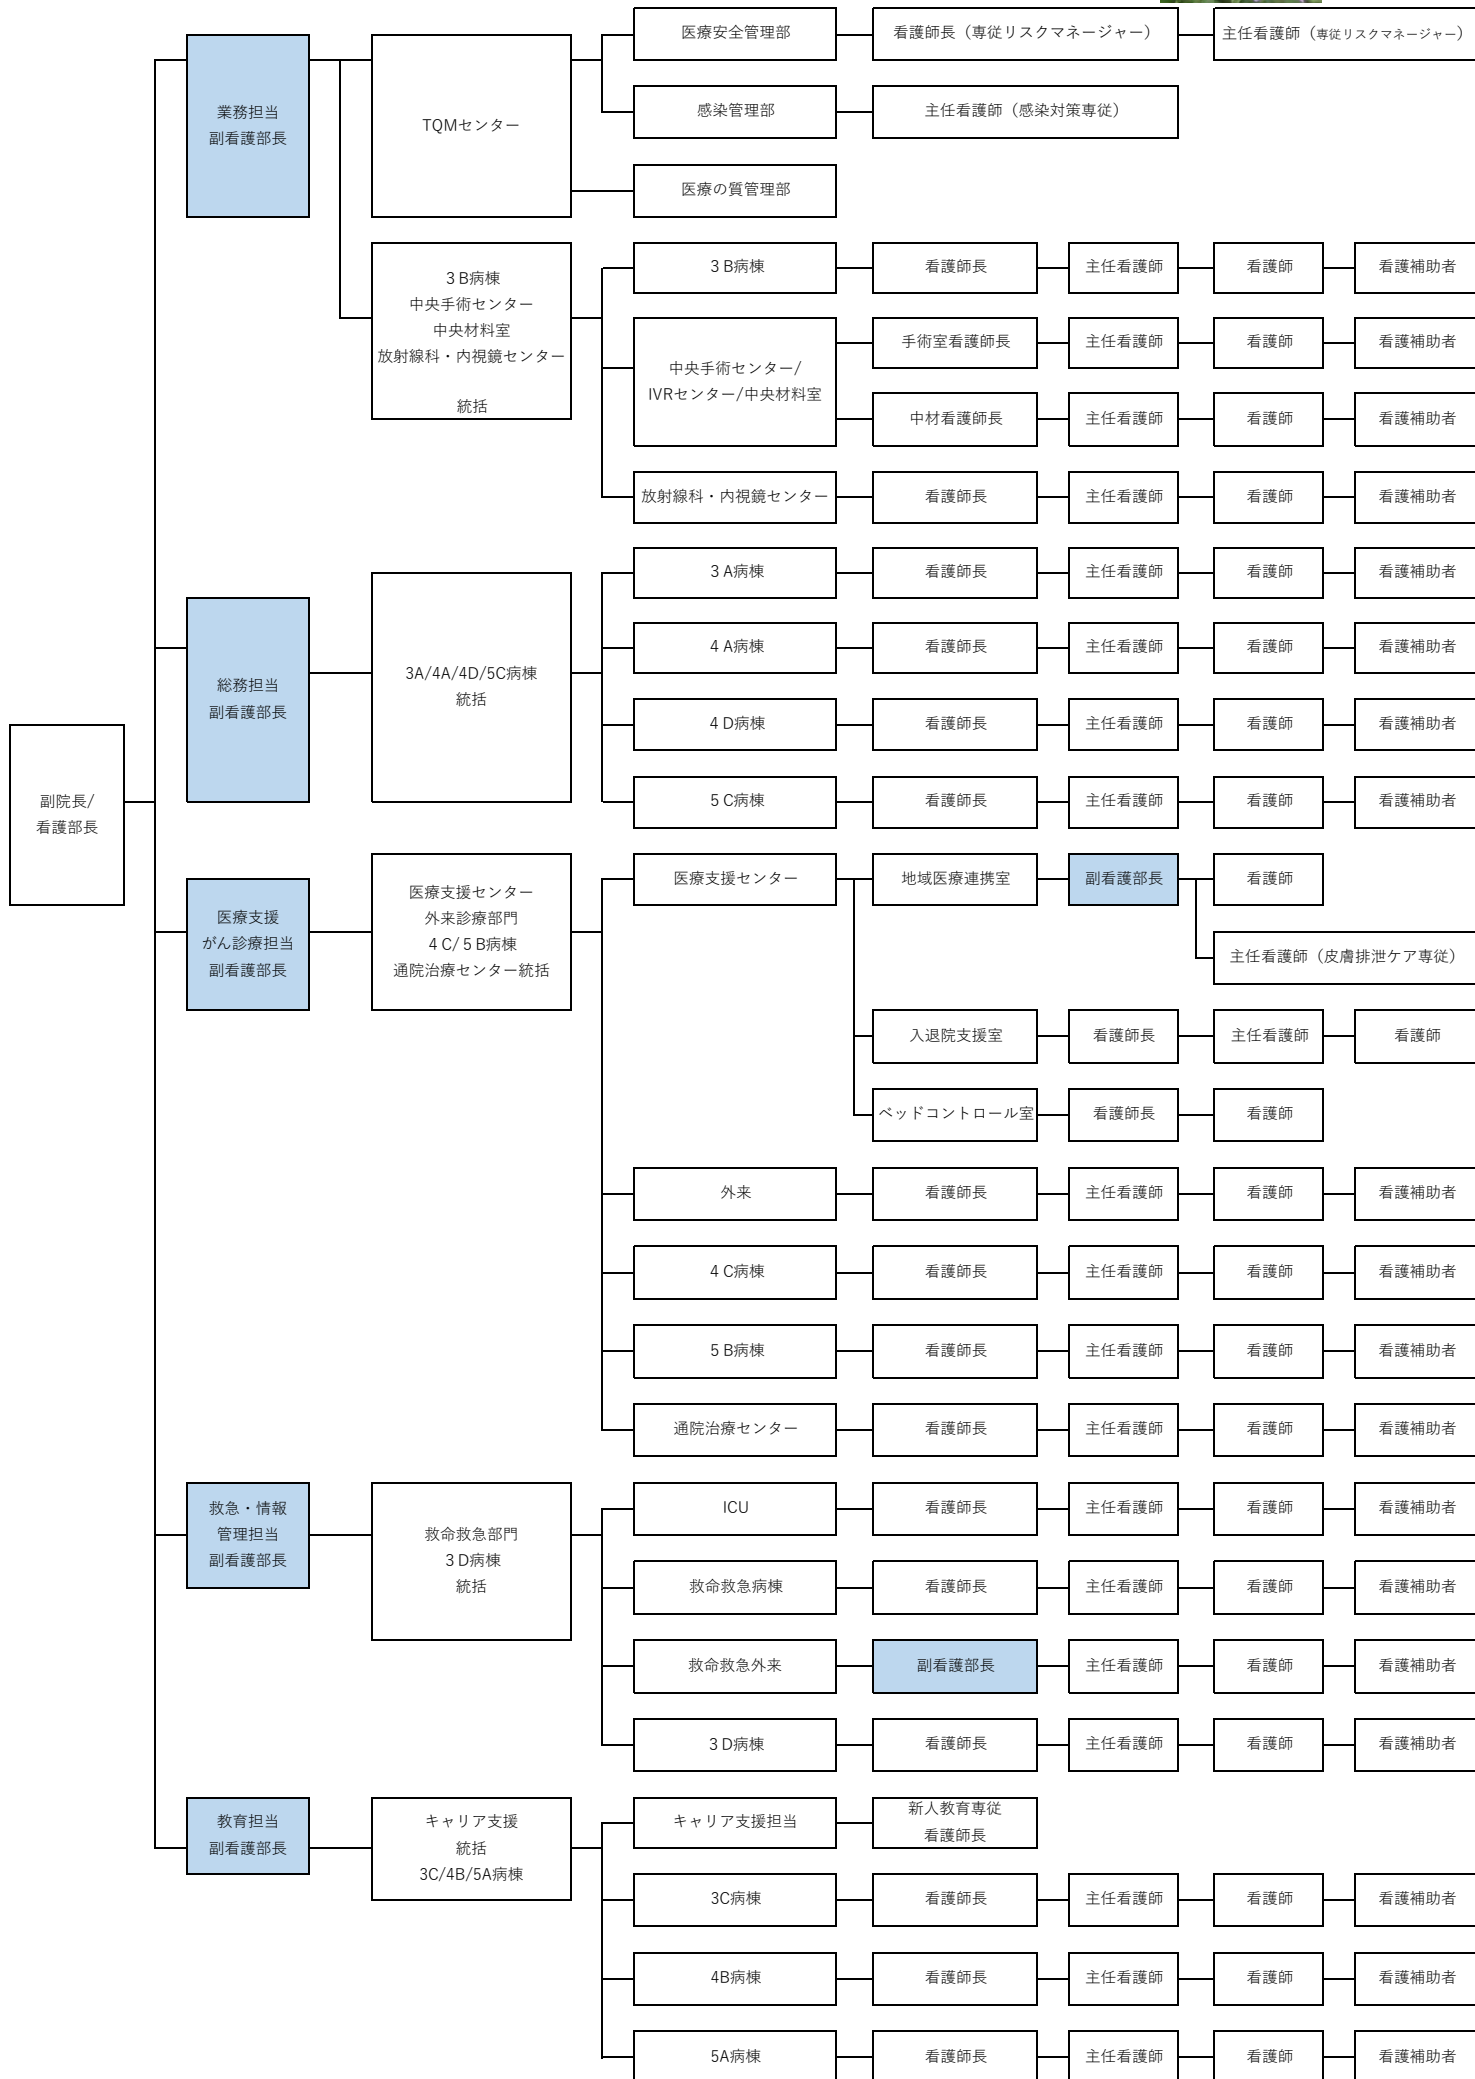 副院長/
看護部長
業務担当
副看護部長
TQMセンター
医療安全管理部
看護師長（専従リスクマネージャー）
主任看護師（専従リスクマネージャー）
感染管理部
主任看護師（感染対策専従）
医療の質管理部
３B病棟
中央手術センター
中央材料室
放射線科・内視鏡センター
統括
３B病棟
看護師長
主任看護師
看護師
看護補助者
中央手術センター/
IVRセンター/中央材料室
手術室看護師長
主任看護師
看護師
看護補助者
中材看護師長
主任看護師
看護師
看護補助者
放射線科・内視鏡センター
看護師長
主任看護師
看護師
看護補助者
総務担当
副看護部長
3A/4A/4D/5C病棟
統括
３A病棟
看護師長
主任看護師
看護師
看護補助者
４A病棟
看護師長
主任看護師
看護師
看護補助者
４D病棟
看護師長
主任看護師
看護師
看護補助者
５C病棟
看護師長
主任看護師
看護師
看護補助者
医療支援
がん診療担当
副看護部長
医療支援センター
外来診療部門
４C/５B病棟
通院治療センター統括
医療支援センター
地域医療連携室
副看護部長
看護師
主任看護師（皮膚排泄ケア専従）
入退院支援室
看護師長
主任看護師
看護師
ベッドコントロール室
看護師長
看護師
外来
看護師長
主任看護師
看護師
看護補助者
４C病棟
看護師長
主任看護師
看護師
看護補助者
５B病棟
看護師長
主任看護師
看護師
看護補助者
通院治療センター
看護師長
主任看護師
看護師
看護補助者
救急・情報
管理担当
副看護部長
救命救急部門
３D病棟
統括
ICU
看護師長
主任看護師
看護師
看護補助者
救命救急病棟
看護師長
主任看護師
看護師
看護補助者
救命救急外来
副看護部長
主任看護師
看護師
看護補助者
３D病棟
看護師長
主任看護師
看護師
看護補助者
教育担当
副看護部長
キャリア支援
統括
3C/4B/5A病棟
キャリア支援担当
新人教育専従
看護師長
3C病棟
看護師長
主任看護師
看護師
看護補助者
4B病棟
看護師長
主任看護師
看護師
看護補助者
5A病棟
看護師長
主任看護師
看護師
看護補助者